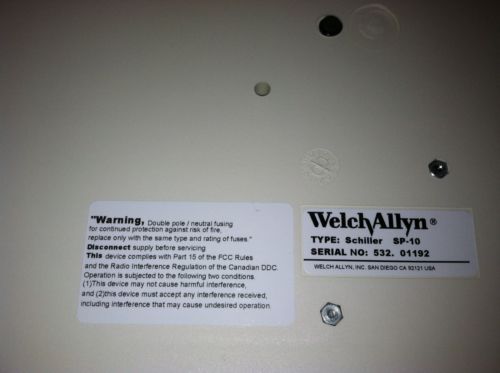 "Warning, Double pole / neutral fusing
for continued protection against risk of fire,
replace only with the same type and rating of fuses."
Disconnect supply before servicing
This device complies with Part 15 of the FCC Rules
and the Radio Interference Regulation of the Canadian DDC.
Operation is subjected to the following two conditions.
(1)This device may not cause harmful interference,
and (2)this device must accept any interference received;
including interference that may cause undesired operation.
WelchAllyn®
TYPE: Schiller SP-10
SERIAL NO: 532. 01192
WELCH ALLYN, INC. SAN DIEGO CA 92121 USA